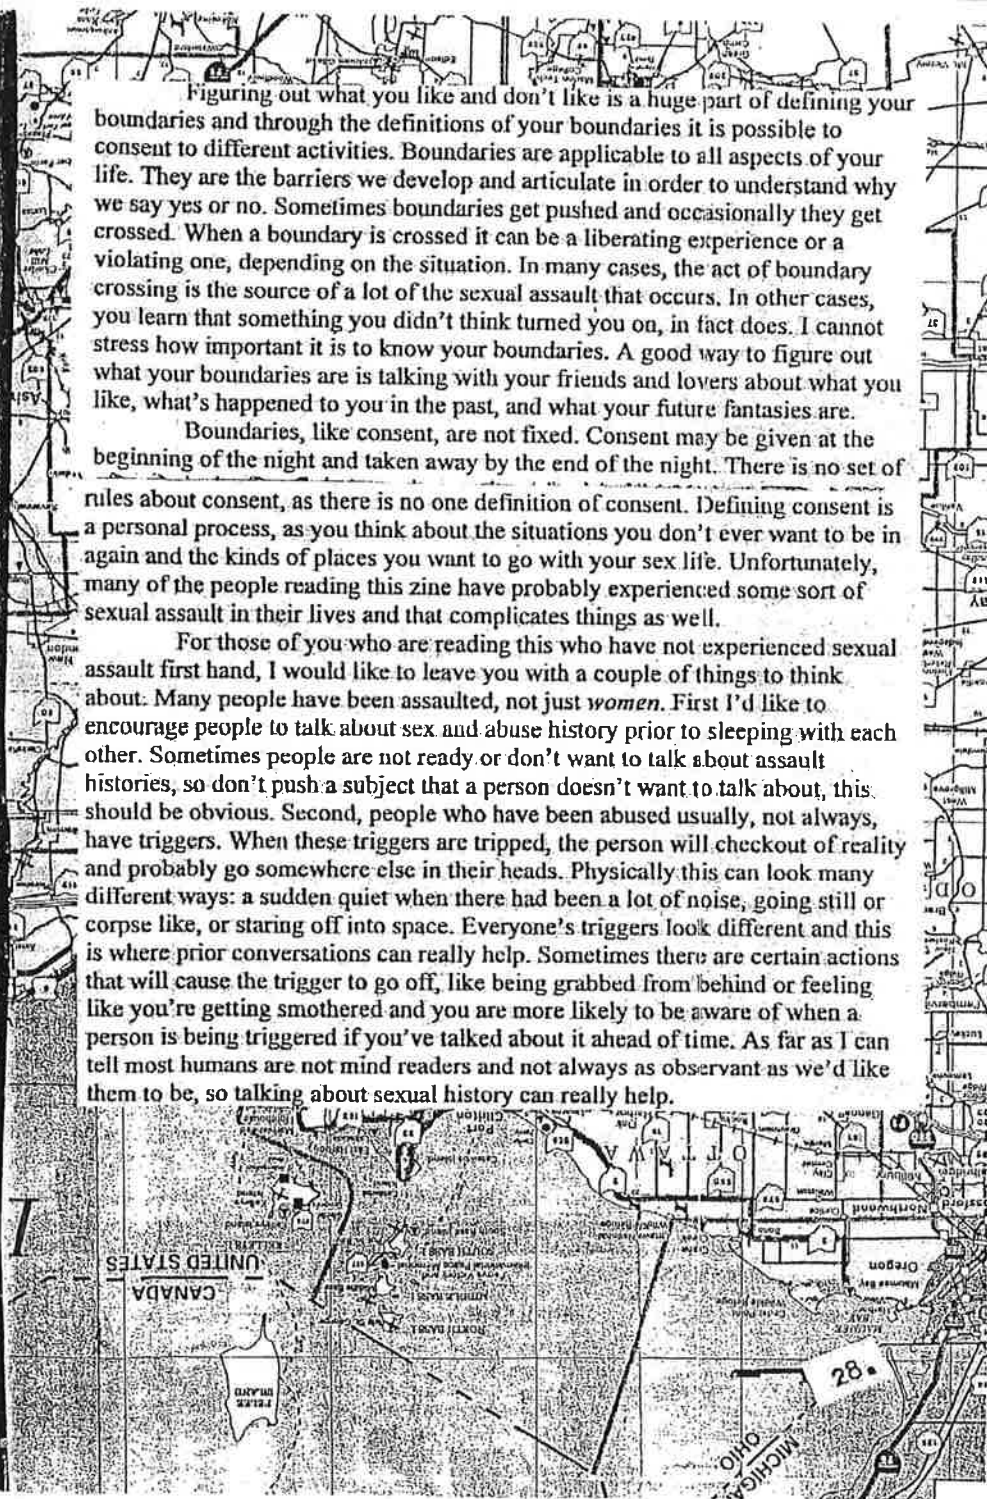 Figuring out what you like and don't like is a huge part of defining your
boundaries and through the definitions of your boundaries it is possible to
consent to different activities. Boundaries are applicable to all aspects of your
life. They are the barriers we develop and articulate in order to understand why
we say yes or no. Sometimes boundaries get pushed and occasionally they get
crossed. When a boundary is crossed it can be a liberating experience or a
violating one, depending on the situation. In many cases, the act of boundary
crossing is the source of a lot of the sexual assault that occurs. In other cases,
you learn that something you didn't think turned you on, in fact does. I cannot
stress how important it is to know your boundaries. A good way to figure out
what your boundaries are is talking with your friends and lovers about what you
like, what's happened to you in the past, and what your future fantasies are.
Boundaries, like consent, are not fixed. Consent may be given at the
beginning of the night and taken away by the end of the night. There is no set of
rules about consent, as there is no one definition of consent. Defining consent is
a personal process, as you think about the situations you don't ever want to be in
again and the kinds of places you want to go with your sex life. Unfortunately,
many of the people reading this zine have probably experienced some sort of
sexual assault in their lives and that complicates things as well.
For those of you who are reading this who have not experienced sexual
assault first hand, I would like to leave you with a couple of things to think
about. Many people have been assaulted, not just women. First I'd like to
encourage people to talk about sex and abuse history prior to sleeping with each
other. Sometimes people are not ready or don't want to talk about assault
histories, so don't push a subject that a person doesn't want to talk about, this
should be obvious. Second, people who have been abused usually, not always,
have triggers. When these triggers are tripped, the person will checkout of reality
and probably go somewhere else in their heads. Physically this can look many
different ways: a sudden quiet when there had been a lot of noise, going still or
corpse like, or staring off into space. Everyone's triggers look different and this
is where prior conversations can really help. Sometimes there are certain actions
that will cause the trigger to go off, like being grabbed from behind or feeling
like you're getting smothered and you are more likely to be aware of when a
person is being triggered if you've talked about it ahead of time. As far as I can
tell most humans are not mind readers and not always as observant as we'd like
them to be, so talking about sexual history can really help.
Port
Clinton
OTTAWA
Northwood
Oregon
UNITED STATES
CANADA
PELEE
ISLAND
MICHIGAN
OHIO
28.